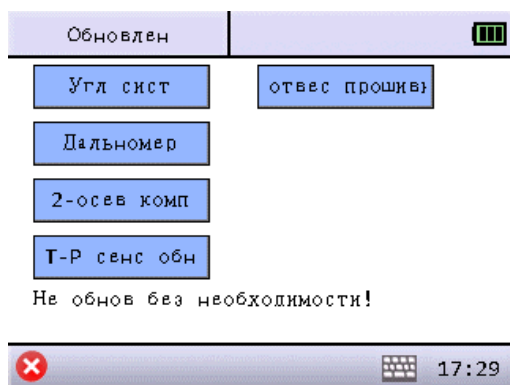 Обновлен
Угл сист
отвес прошив
Дальномер
2-осев комп
Т-Р сенс обн
Не обнов без необходимости!
17:29